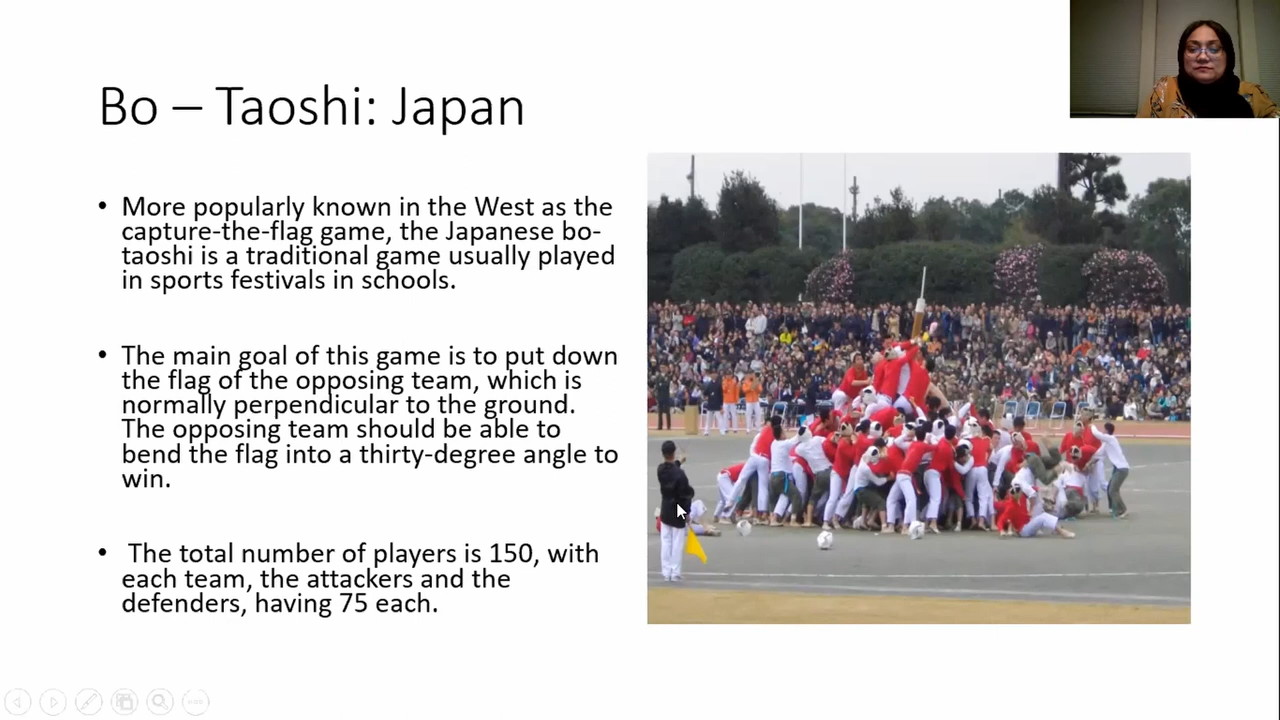 Bo – Taoshi: Japan
• More popularly known in the West as the
capture-the-flag game, the Japanese bo-
taoshi is a traditional game usually played
in sports festivals in schools.
• The main goal of this game is to put down
the flag of the opposing team, which is
normally perpendicular to the ground.
The opposing team should be able to
bend the flag into a thirty-degree angle to
win.
• The total number of players is 150, with
each team, the attackers and the
defenders, having 75 each.